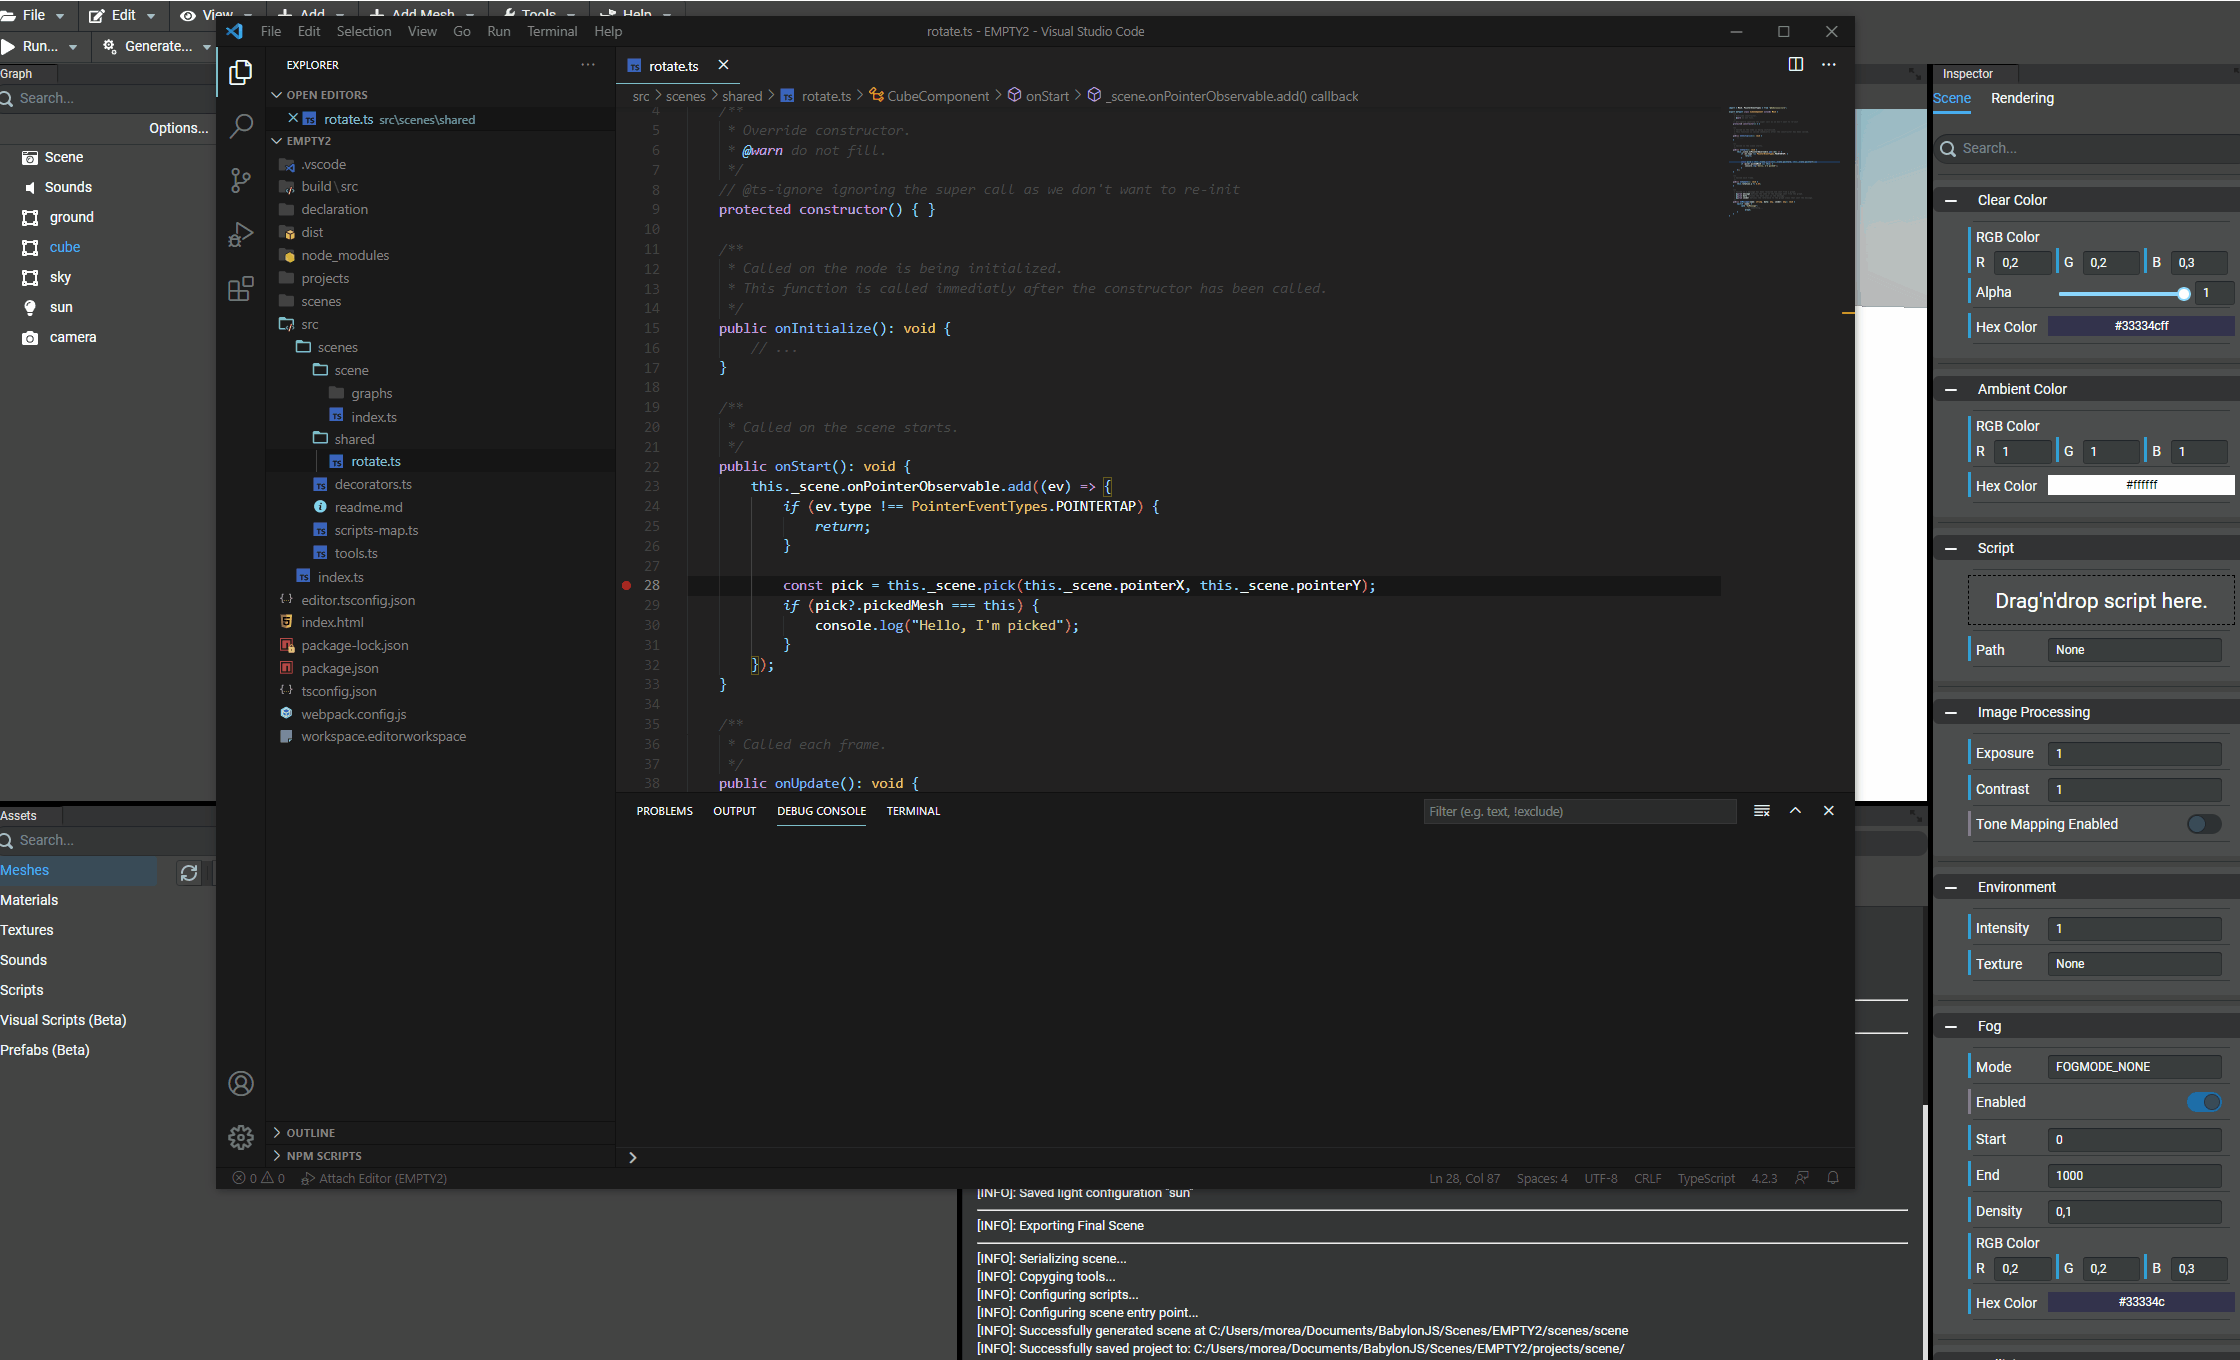 File Edit View Add Add Mesh Tools Help
Run... Generate...
Graph
Search...
Options...
Scene
Sounds
ground
cube
sky
sun
camera
Assets
Search...
Meshes
Materials
Textures
Sounds
Scripts
Visual Scripts (Beta)
Prefabs (Beta)
File Edit Selection View Go Run Terminal Help
rotate.ts - EMPTY2 - Visual Studio Code
EXPLORER
OPEN EDITORS
rotate.ts src\scenes\shared
EMPTY2
.vscode
build\src
declaration
dist
node_modules
projects
scenes
src
scenes
scene
graphs
index.ts
shared
rotate.ts
decorators.ts
readme.md
scripts-map.ts
tools.ts
index.ts
editor.tsconfig.json
index.html
package-lock.json
package.json
tsconfig.json
webpack.config.js
workspace.editorworkspace
OUTLINE
NPM SCRIPTS
rotate.ts
src > scenes > shared > rotate.ts > CubeComponent > onStart > _scene.onPointerObservable.add() callback
4 /**
5 * Override constructor.
6 * @warn do not fill.
7 */
8 // @ts-ignore ignoring the super call as we don't want to re-init
9 protected constructor() { }
10
11 /**
12 * Called on the node is being initialized.
13 * This function is called immediatly after the constructor has been called.
14 */
15 public onInitialize(): void {
16 // ...
17 }
18
19 /**
20 * Called on the scene starts.
21 */
22 public onStart(): void {
23 this._scene.onPointerObservable.add((ev) => {
24 if (ev.type !== PointerEventTypes.POINTERTAP) {
25 return;
26 }
27
28 const pick = this._scene.pick(this._scene.pointerX, this._scene.pointerY);
29 if (pick?.pickedMesh === this) {
30 console.log("Hello, I'm picked");
31 }
32 });
33 }
34
35 /**
36 * Called each frame.
37 */
38 public onUpdate(): void {
PROBLEMS OUTPUT DEBUG CONSOLE TERMINAL
Filter (e.g. text, !exclude)
0 0 Attach Editor (EMPTY2)
Ln 28, Col 87 Spaces: 4 UTF-8 CRLF TypeScript 4.2.3
[INFO]: Saved light configuration "sun"
[INFO]: Exporting Final Scene
[INFO]: Serializing scene...
[INFO]: Copyging tools...
[INFO]: Configuring scripts...
[INFO]: Configuring scene entry point...
[INFO]: Successfully generated scene at C:/Users/morea/Documents/BabylonJS/Scenes/EMPTY2/scenes/scene
[INFO]: Successfully saved project to: C:/Users/morea/Documents/BabylonJS/Scenes/EMPTY2/projects/scene/
Inspector
Scene Rendering
Search...
Clear Color
RGB Color
R 0,2 G 0,2 B 0,3
Alpha 1
Hex Color #33334cff
Ambient Color
RGB Color
R 1 G 1 B 1
Hex Color #ffffff
Script
Drag'n'drop script here.
Path None
Image Processing
Exposure 1
Contrast 1
Tone Mapping Enabled
Environment
Intensity 1
Texture None
Fog
Mode FOGMODE_NONE
Enabled
Start 0
End 1000
Density 0,1
RGB Color
R 0,2 G 0,2 B 0,3
Hex Color #33334c